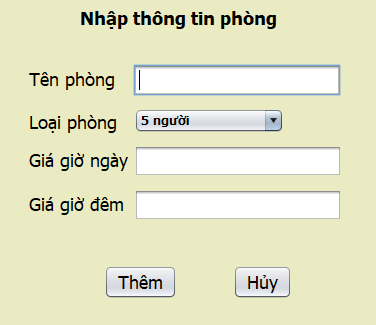 Nhập thông tin phòng
Tên phòng
Loại phòng 5 người
Giá giờ ngày
Giá giờ đêm
Thêm Hủy